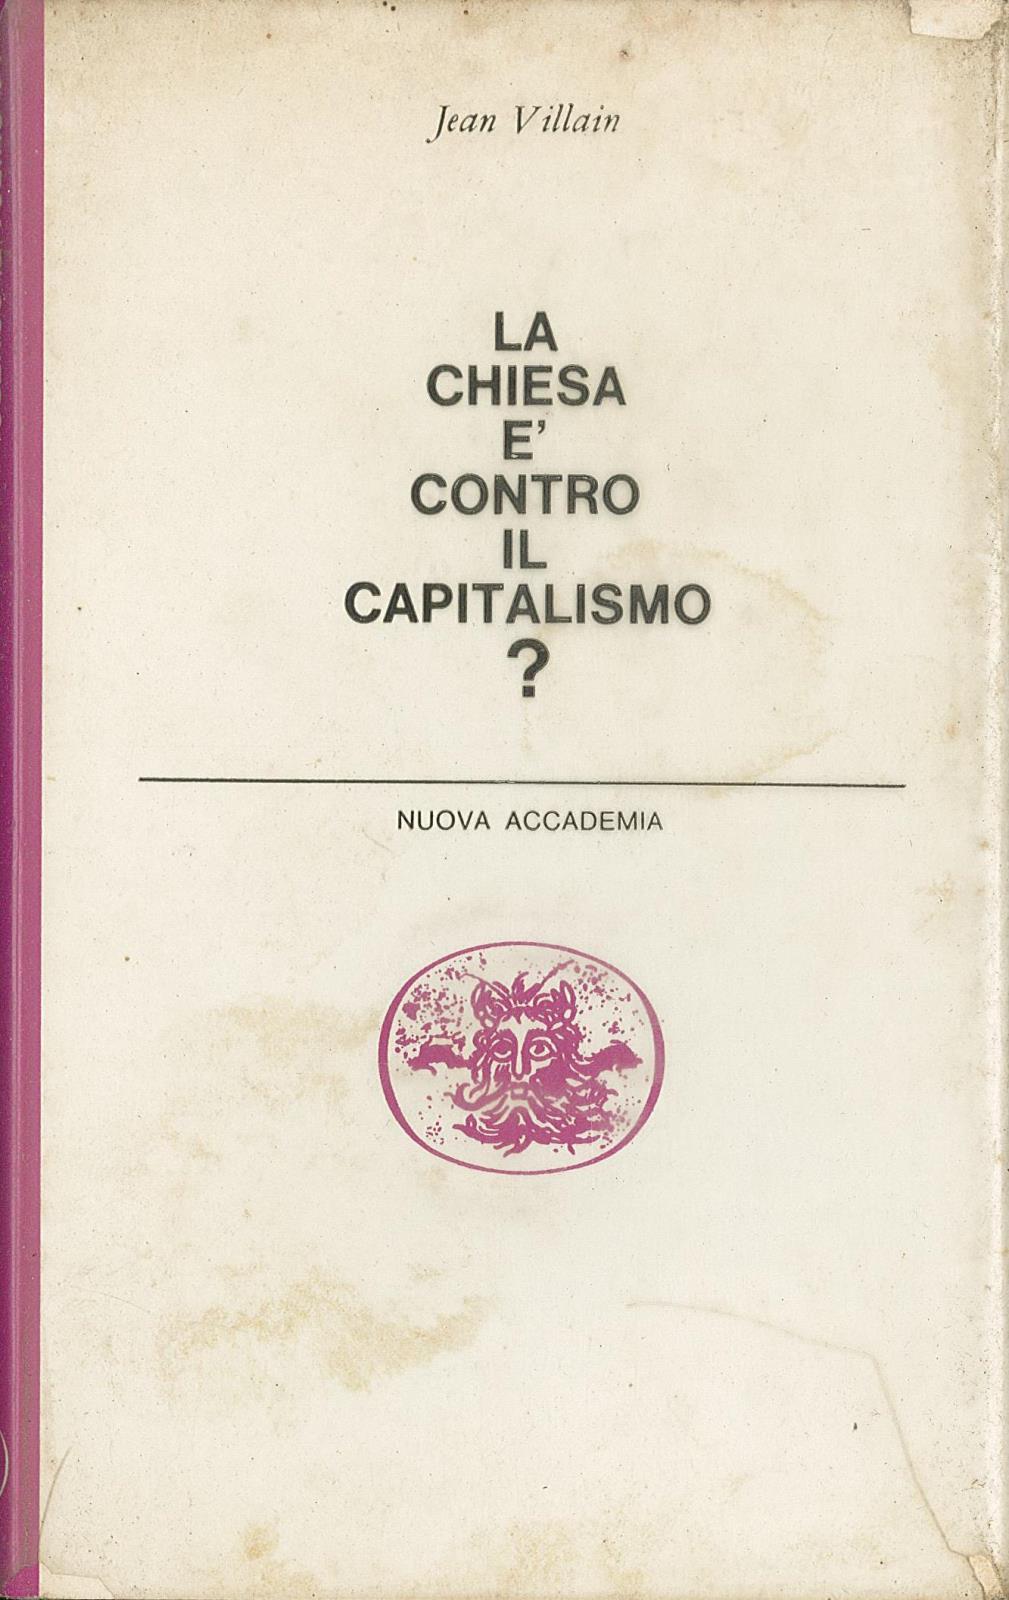 Jean Villain
LA
CHIESA
E'
CONTRO
IL
CAPITALISMO
?
NUOVA ACCADEMIA